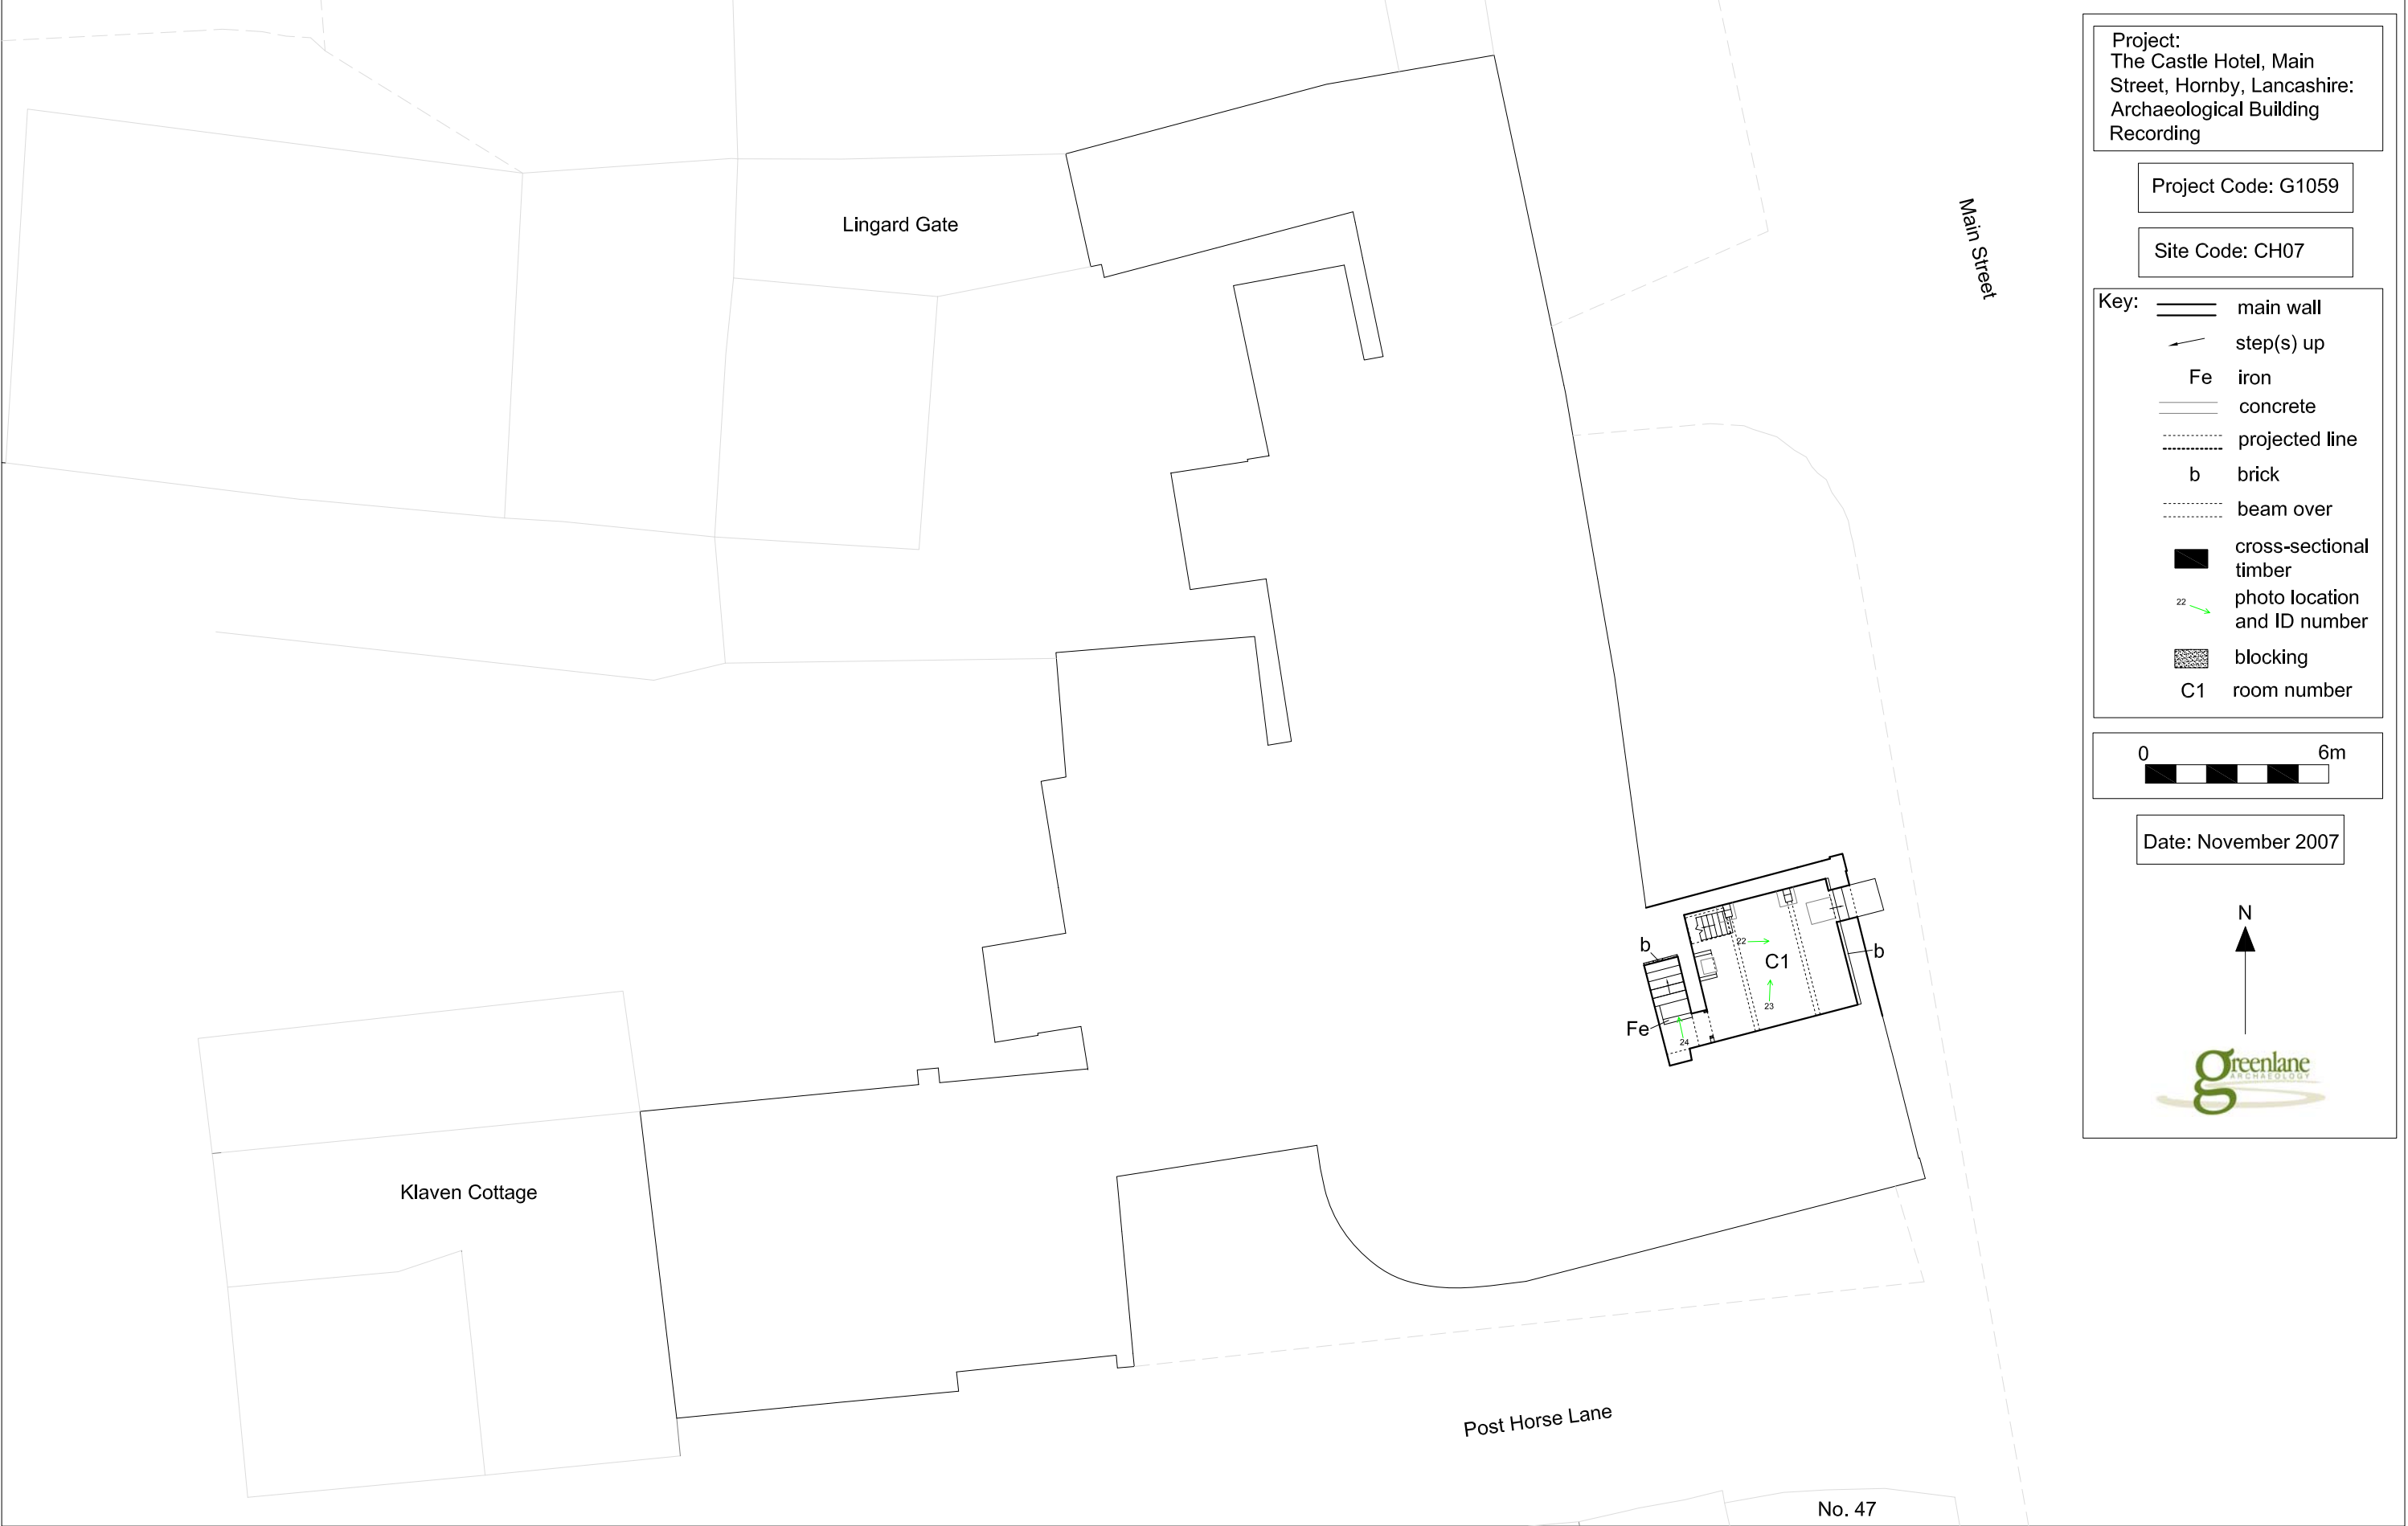 Project:
The Castle Hotel, Main
Street, Hornby, Lancashire:
Archaeological Building
Recording
Project Code: G1059
Site Code: CH07
Key:
main wall
step(s) up
Fe iron
concrete
projected line
b brick
beam over
cross-sectional
timber
22 photo location
and ID number
blocking
C1 room number
0 6m
Date: November 2007
N
greenlane
ARCHAEOLOGY
Lingard Gate
Main Street
b
22
C1
b
23
Fe
24
Klaven Cottage
Post Horse Lane
No. 47